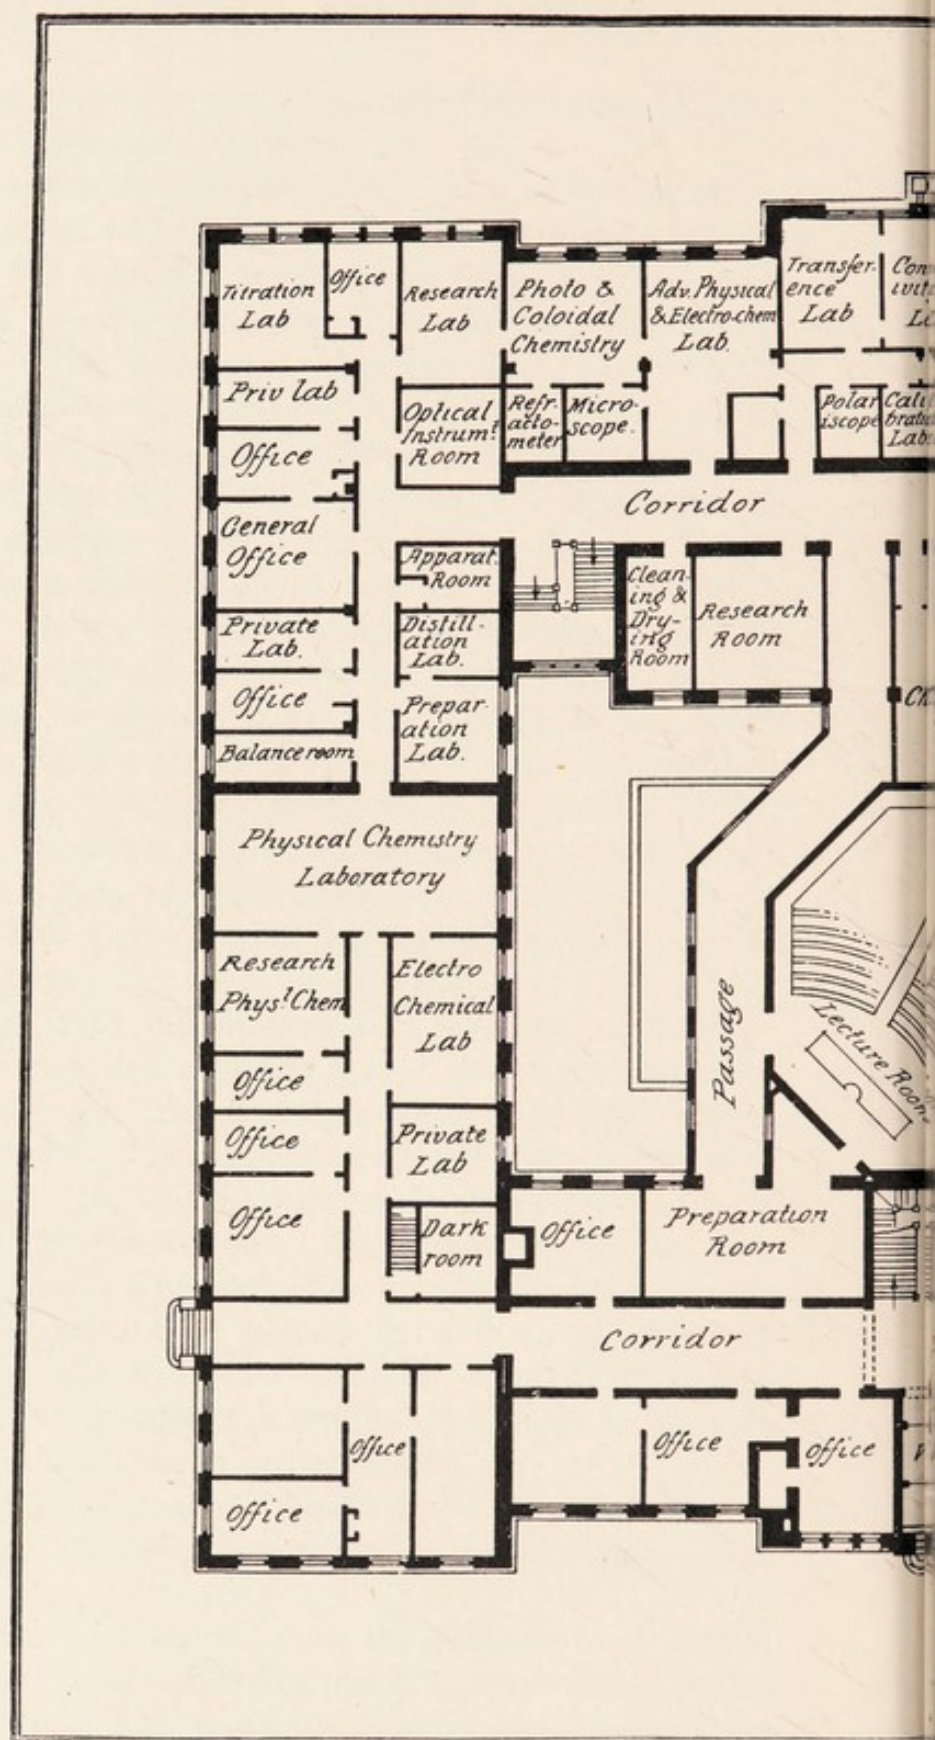 Titration
Lab
Office
Research
Lab
Photo &
Coloidal
Chemistry
Adv. Physical
& Electro-chem
Lab.
Transfer-
ence
Lab
Priv lab
Office
Optical
Instrumt.
Room
Refr-
acto-
meter
Micro-
scope.
Polar
iscope
Lab.
Corridor
General
Office
Apparat.
Room
Private
Lab.
Distill-
ation
Lab.
Clean-
ing &
Dry-
ing
Room
Research
Room
Office
Prepar-
ation
Lab.
Balance room
Physical Chemistry
Laboratory
Research
Physl. Chem
Electro
Chemical
Lab
Passage
Lecture Room.
Office
Office
Private
Lab
Office
Dark
room
Office
Preparation
Room
Corridor
Office
Office
Office
Office